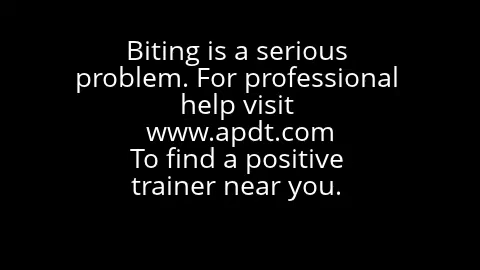 Biting is a serious
problem. For professional
help visit
www.apdt.com
To find a positive
trainer near you.